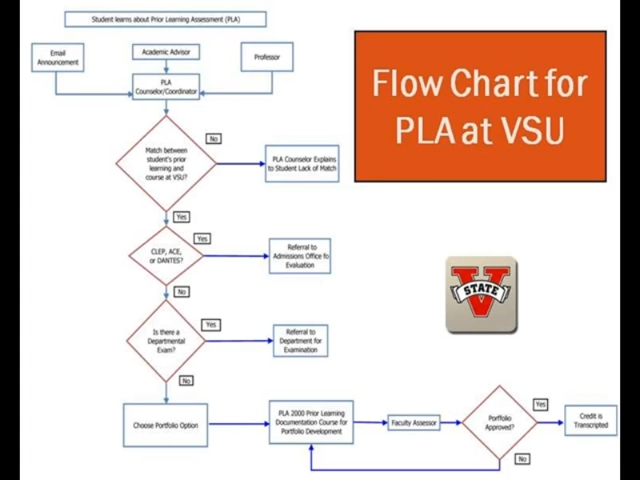 Student learns about Prior Learning Assessment (PLA)
Email
Announcement
Academic Advisor
Professor
PLA
Counselor/Coordinator
Flow Chart for
PLA at VSU
No
Match between
student's prior
learning and
course at VSU?
PLA Counselor Explains
to Student Lack of Match
Yes
Yes
CLEP, ACE,
or DANTES?
Referral to
Admissions Office fo
Evaluation
V
STATE
No
Yes
Is there a
Departmental
Exam?
Referral to
Department for
Examination
No
Choose Portfolio Option
PLA 2000 Prior Learning
Documentation Course for
Portfolio Development
Faculty Assessor
Portfolio
Approved?
Yes
Credit is
Transcripted
No